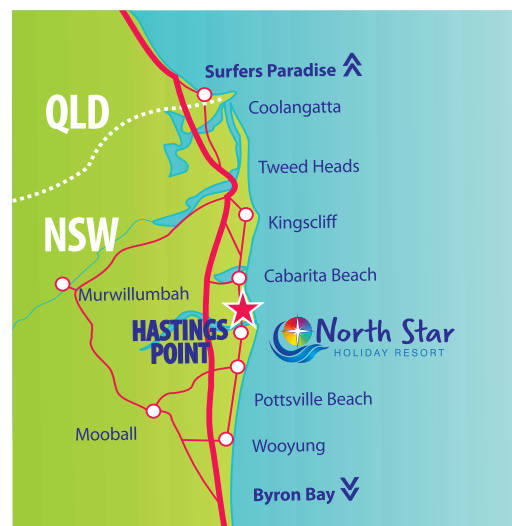 Surfers Paradise
QLD
Coolangatta
Tweed Heads
NSW
Kingscliff
Cabarita Beach
Murwillumbah
HASTINGS
POINT
North Star
HOLIDAY RESORT
Pottsville Beach
Mooball
Wooyung
Byron Bay